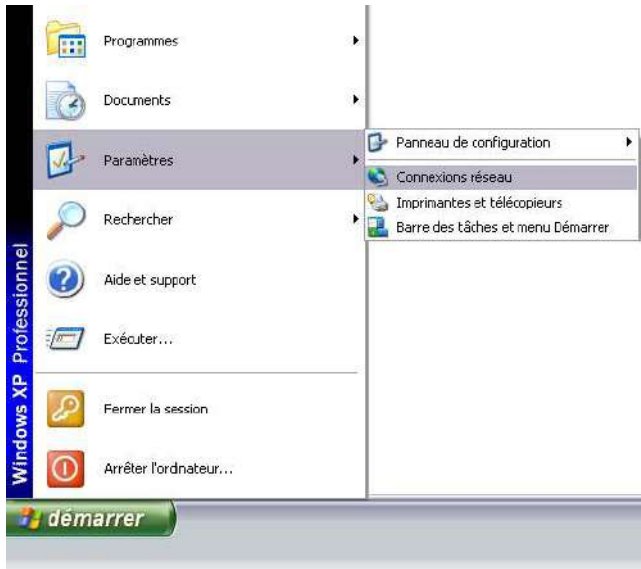 Programmes
Documents
Paramètres
Panneau de configuration
Connexions réseau
Imprimantes et télécopieurs
Barre des tâches et menu Démarrer
Rechercher
Aide et support
Exécuter...
Fermer la session
Arrêter l'ordinateur...
Windows XP Professionnel
démarrer